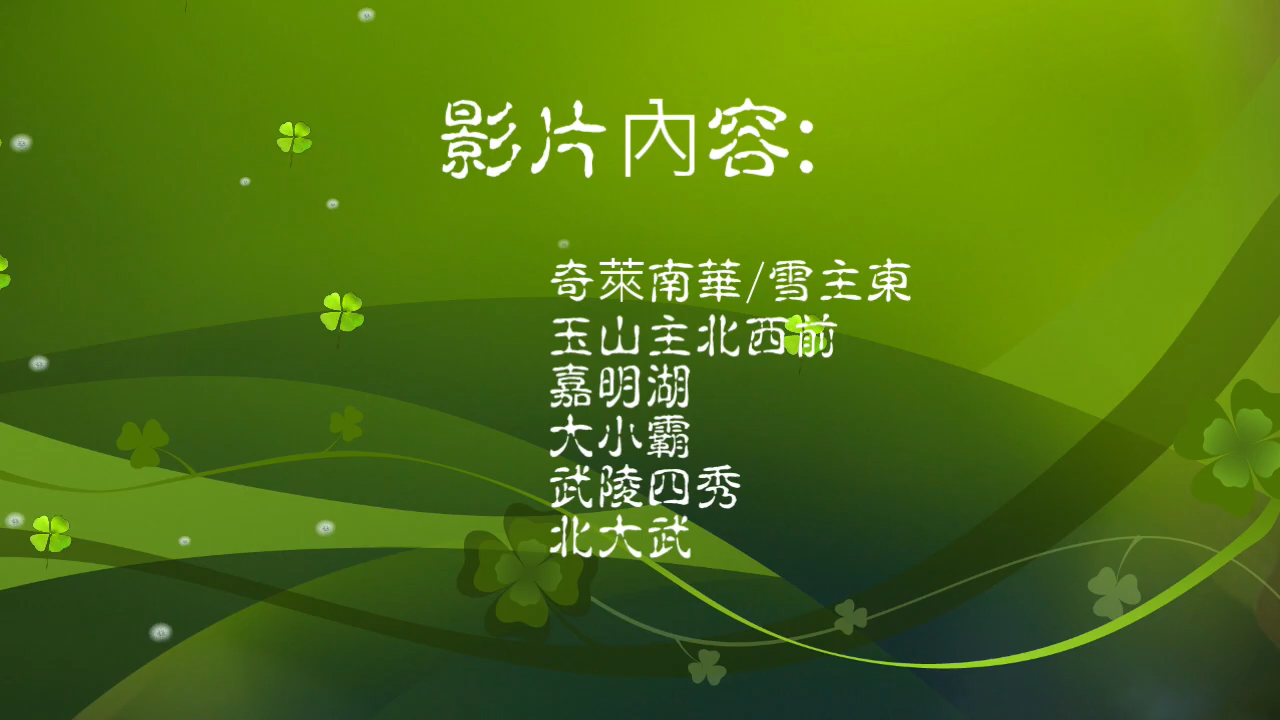 影片內容:
奇萊南華/雪主東
玉山主北西前
嘉明湖
大小霸
武陵四秀
北大武